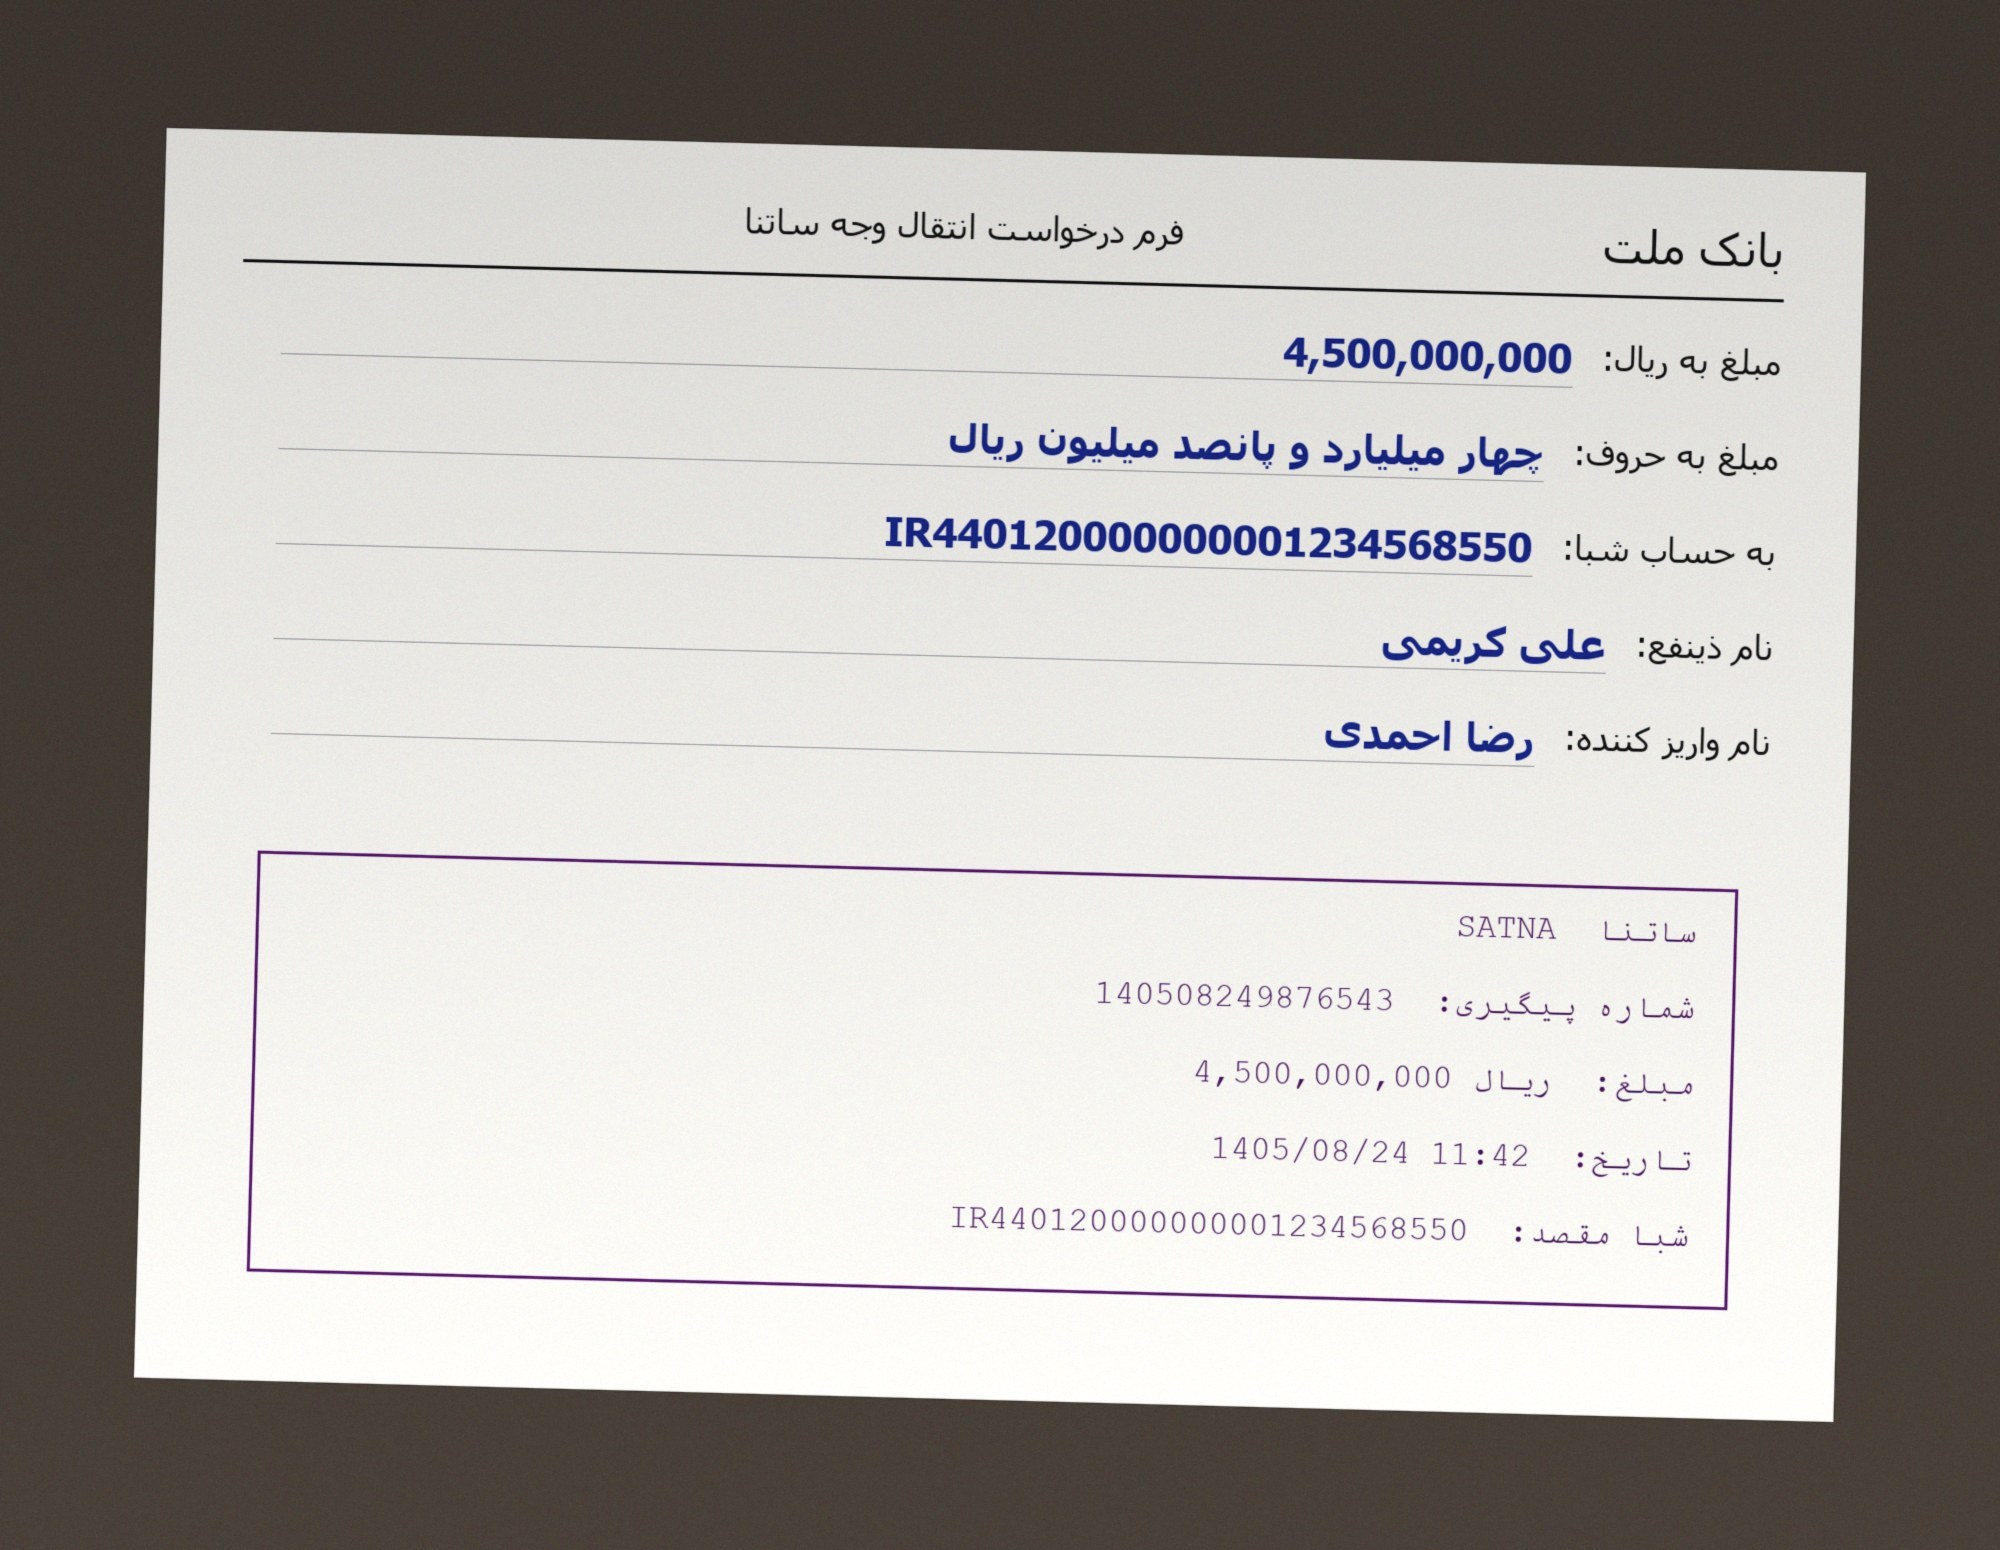 بانک ملت
فرم درخواست انتقال وجه ساتنا
مبلغ به ریال: 4,500,000,000
مبلغ به حروف: چهار میلیارد و پانصد میلیون ریال
به حساب شبا: IR440120000000001234568550
نام ذینفع: علی کریمی
نام واریز کننده: رضا احمدی
ساتنا SATNA
شماره پیگیری: 140508249876543
مبلغ: ریال 4,500,000,000
تاریخ: 1405/08/24 11:42
شبا مقصد: IR440120000000001234568550